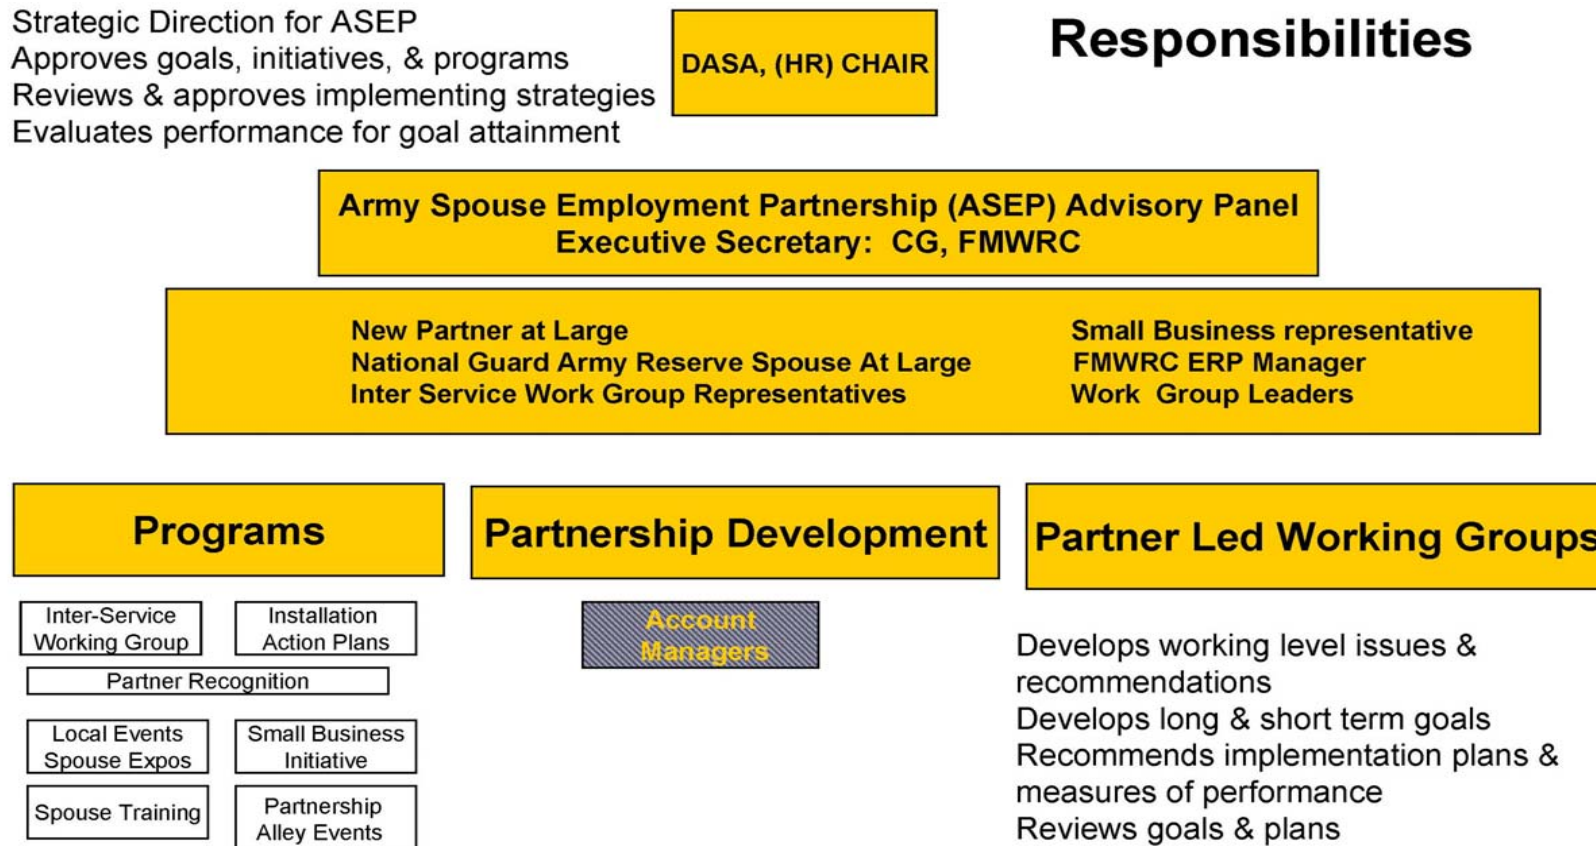 Strategic Direction for ASEP
Approves goals, initiatives, & programs
Reviews & approves implementing strategies
Evaluates performance for goal attainment
DASA, (HR) CHAIR
Responsibilities
Army Spouse Employment Partnership (ASEP) Advisory Panel
Executive Secretary: CG, FMWRC
New Partner at Large
National Guard Army Reserve Spouse At Large
Inter Service Work Group Representatives
Small Business representative
FMWRC ERP Manager
Work Group Leaders
Programs
Inter-Service
Working Group
Installation
Action Plans
Partner Recognition
Local Events
Spouse Expos
Small Business
Initiative
Spouse Training
Partnership
Alley Events
Partnership Development
Account
Managers
Partner Led Working Groups
Develops working level issues &
recommendations
Develops long & short term goals
Recommends implementation plans &
measures of performance
Reviews goals & plans